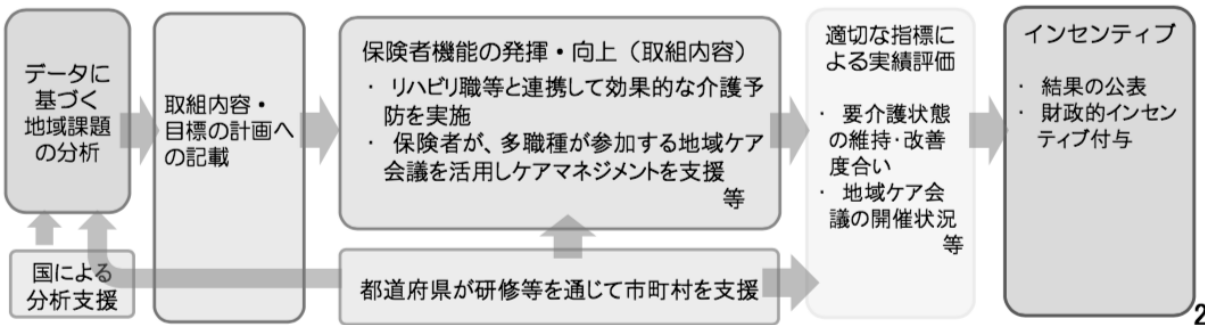 データに
基づく
地域課題
の分析
国による
分析支援
取組内容・
目標の計画へ
の記載
保険者機能の発揮・向上（取組内容）
・ リハビリ職等と連携して効果的な介護予
防を実施
・ 保険者が、多職種が参加する地域ケア
会議を活用しケアマネジメントを支援
等
都道府県が研修等を通じて市町村を支援
適切な指標に
よる実績評価
・ 要介護状態
の維持・改善
度合い
・ 地域ケア会
議の開催状況
等
インセンティブ
・ 結果の公表
・ 財政的インセン
ティブ付与
2